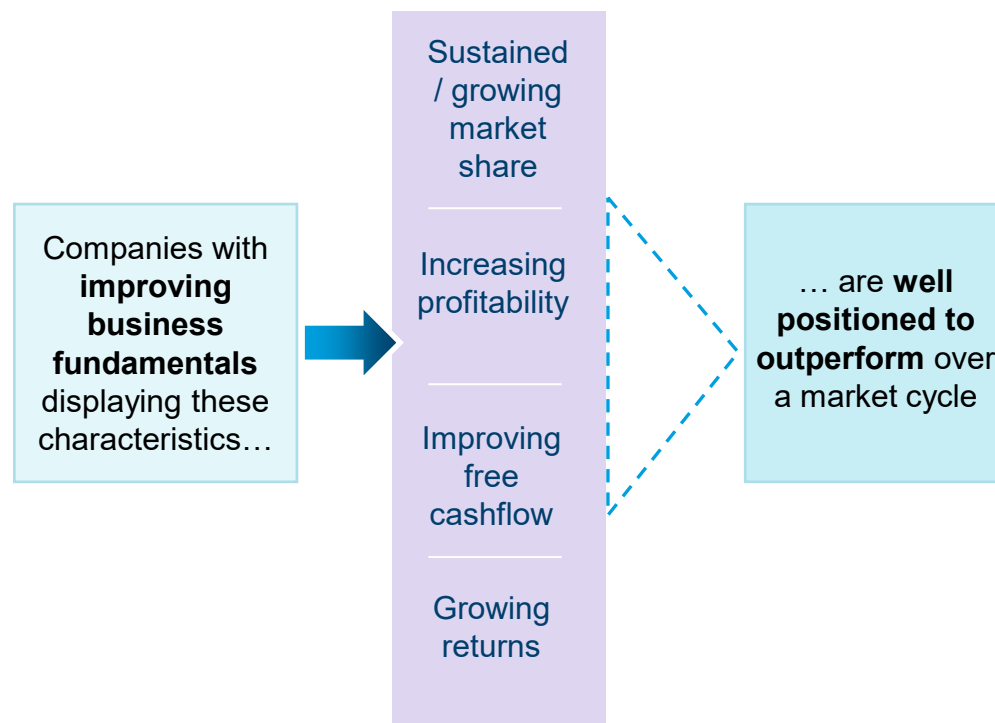 Companies with
improving
business
fundamentals
displaying these
characteristics…
Sustained
/ growing
market
share
Increasing
profitability
Improving
free
cashflow
Growing
returns
… are well
positioned to
outperform over
a market cycle